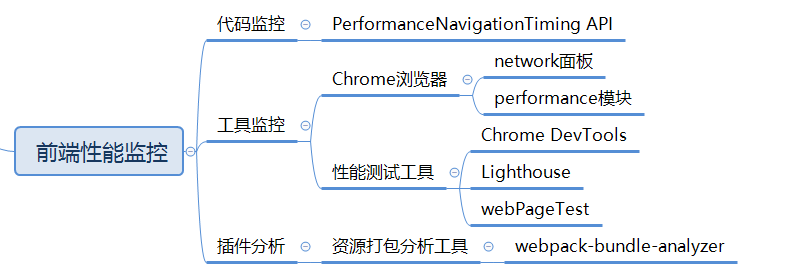 前端性能监控
代码监控
PerformanceNavigationTiming API
工具监控
Chrome浏览器
network面板
performance模块
性能测试工具
Chrome DevTools
Lighthouse
webPageTest
插件分析
资源打包分析工具
webpack-bundle-analyzer